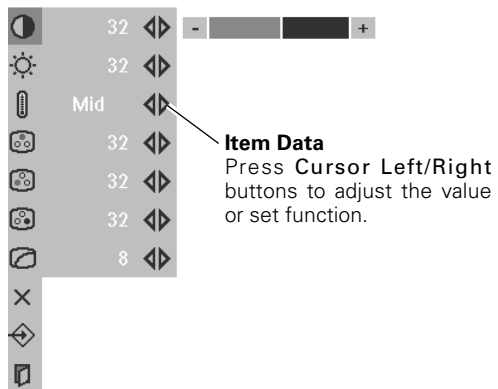 32 - +
32
Mid
32
32
32
8
Item Data
Press Cursor Left/Right
buttons to adjust the value
or set function.